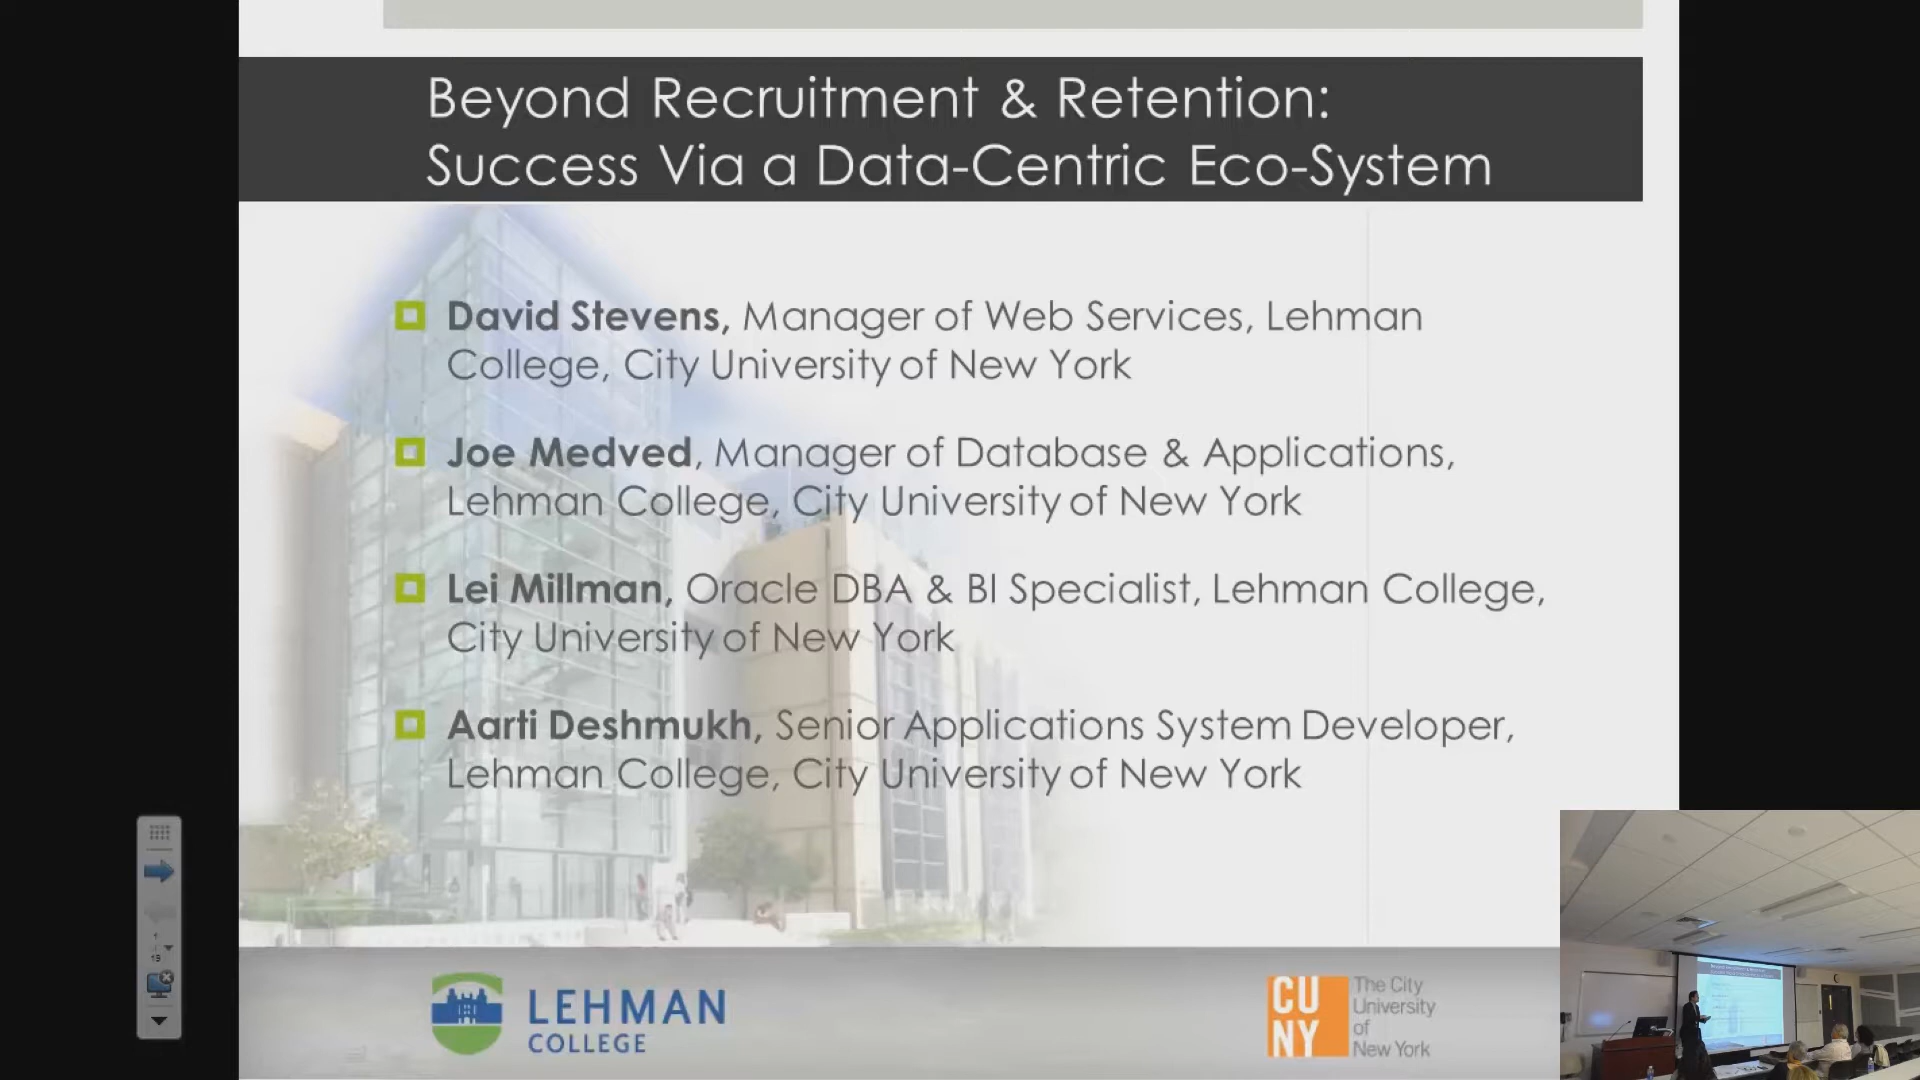 Beyond Recruitment & Retention:
Success Via a Data-Centric Eco-System
David Stevens, Manager of Web Services, Lehman
College, City University of New York
Joe Medved, Manager of Database & Applications,
Lehman College, City University of New York
Lei Millman, Oracle DBA & BI Specialist, Lehman College,
City University of New York
Aarti Deshmukh, Senior Applications System Developer,
Lehman College, City University of New York
LEHMAN
COLLEGE
CU
NY
The City
University
of
New York
1
19